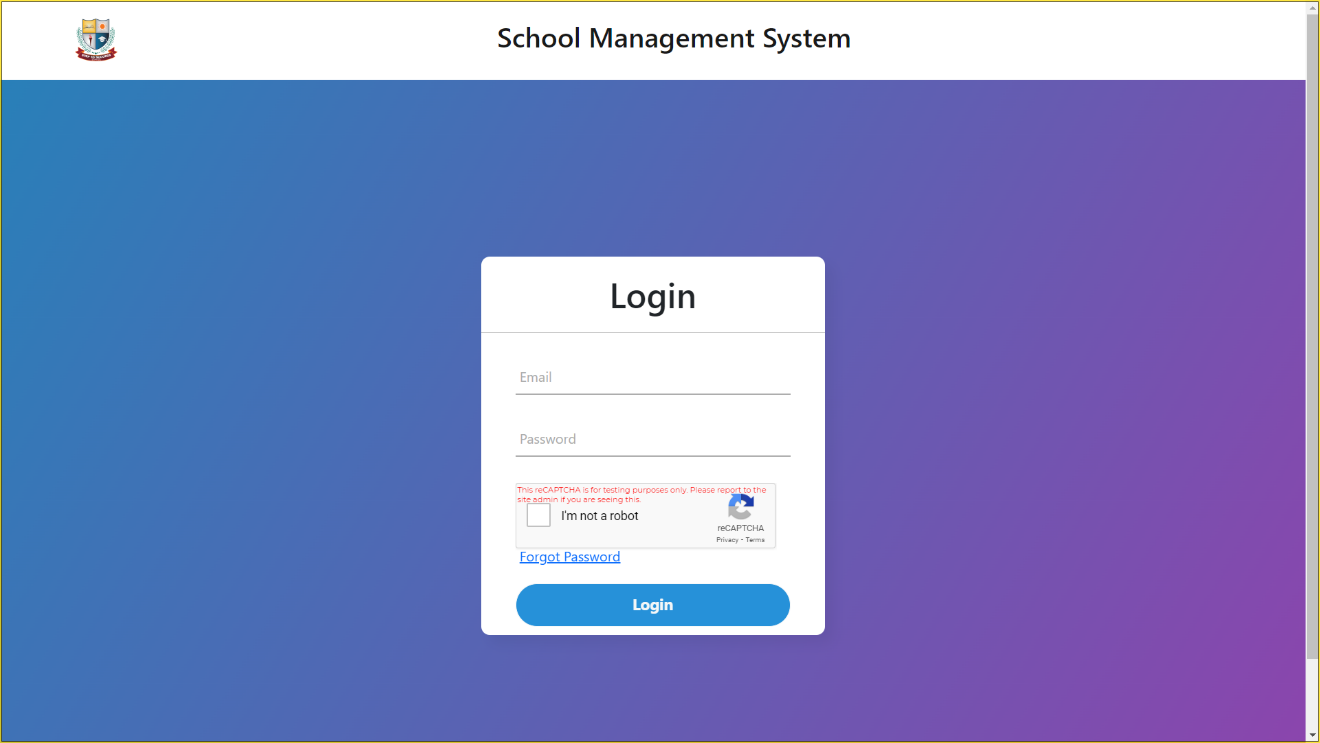 School Management System
Login
Email
Password
This reCAPTCHA is for testing purposes only. Please report to the
site admin if you are seeing this.
I'm not a robot
reCAPTCHA
Privacy - Terms
Forgot Password
Login